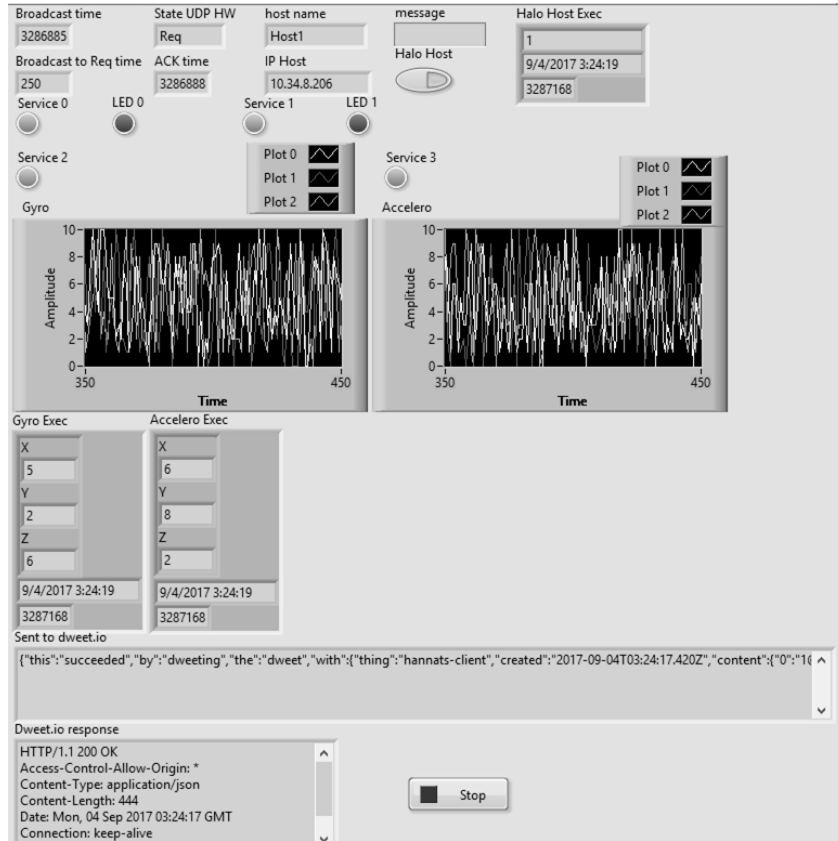 Broadcast time State UDP HW host name message Halo Host Exec
3286885 Req Host1 1
Broadcast to Req time ACK time IP Host Halo Host 9/4/2017 3:24:19
250 3286888 10.34.8.206 3287168
Service 0 LED 0 Service 1 LED 1
Service 2 Plot 0 Service 3 Plot 0
Plot 1 Plot 1
Plot 2 Plot 2
Gyro Accelero
10 10
8 8
6 6
4 4
2 2
0 0
Amplitude Amplitude
350 450 350 450
Time Time
Gyro Exec Accelero Exec
X X
5 6
Y Y
2 8
Z Z
6 2
9/4/2017 3:24:19 9/4/2017 3:24:19
3287168 3287168
Sent to dweet.io
{"this":"succeeded","by":"dweeting","the":"dweet","with":{"thing":"hannats-client","created":"2017-09-04T03:24:17.420Z","content":{"0":"1
Dweet.io response
HTTP/1.1 200 OK
Access-Control-Allow-Origin: *
Content-Type: application/json
Content-Length: 444
Date: Mon, 04 Sep 2017 03:24:17 GMT
Connection: keep-alive
Stop